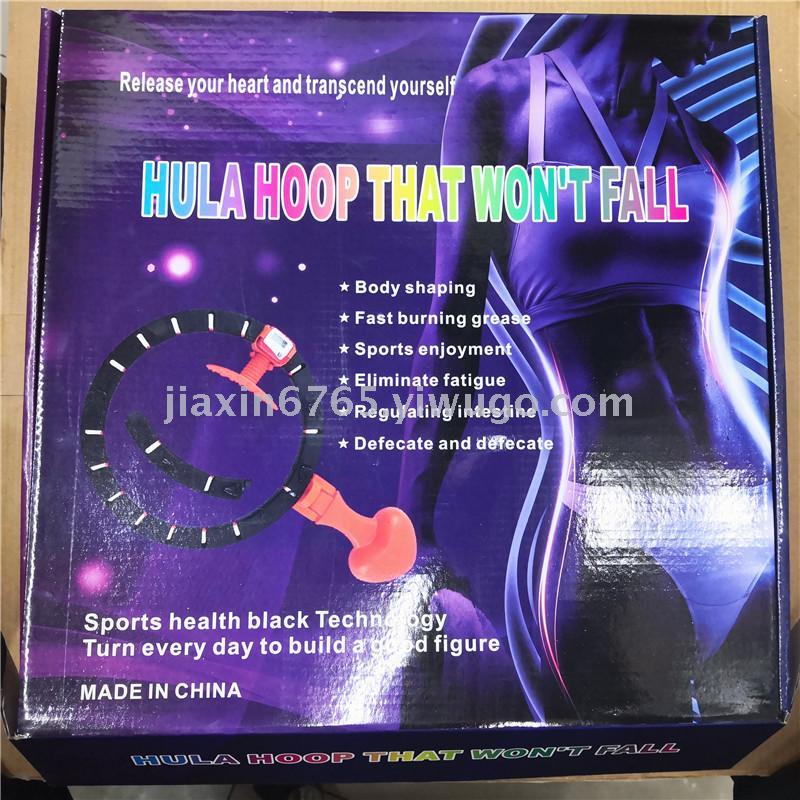 Release your heart and transcend yourself
HULA HOOP THAT WON'T FALL
★ Body shaping
★ Fast burning grease
★ Sports enjoyment
★ Eliminate fatigue
jiaxin6765.yiwugo.com
★ Regulating intestine
★ Defecate and defecate
Sports health black Technology
Turn every day to build a good figure
MADE IN CHINA
HULA HOOP THAT WON'T FALL